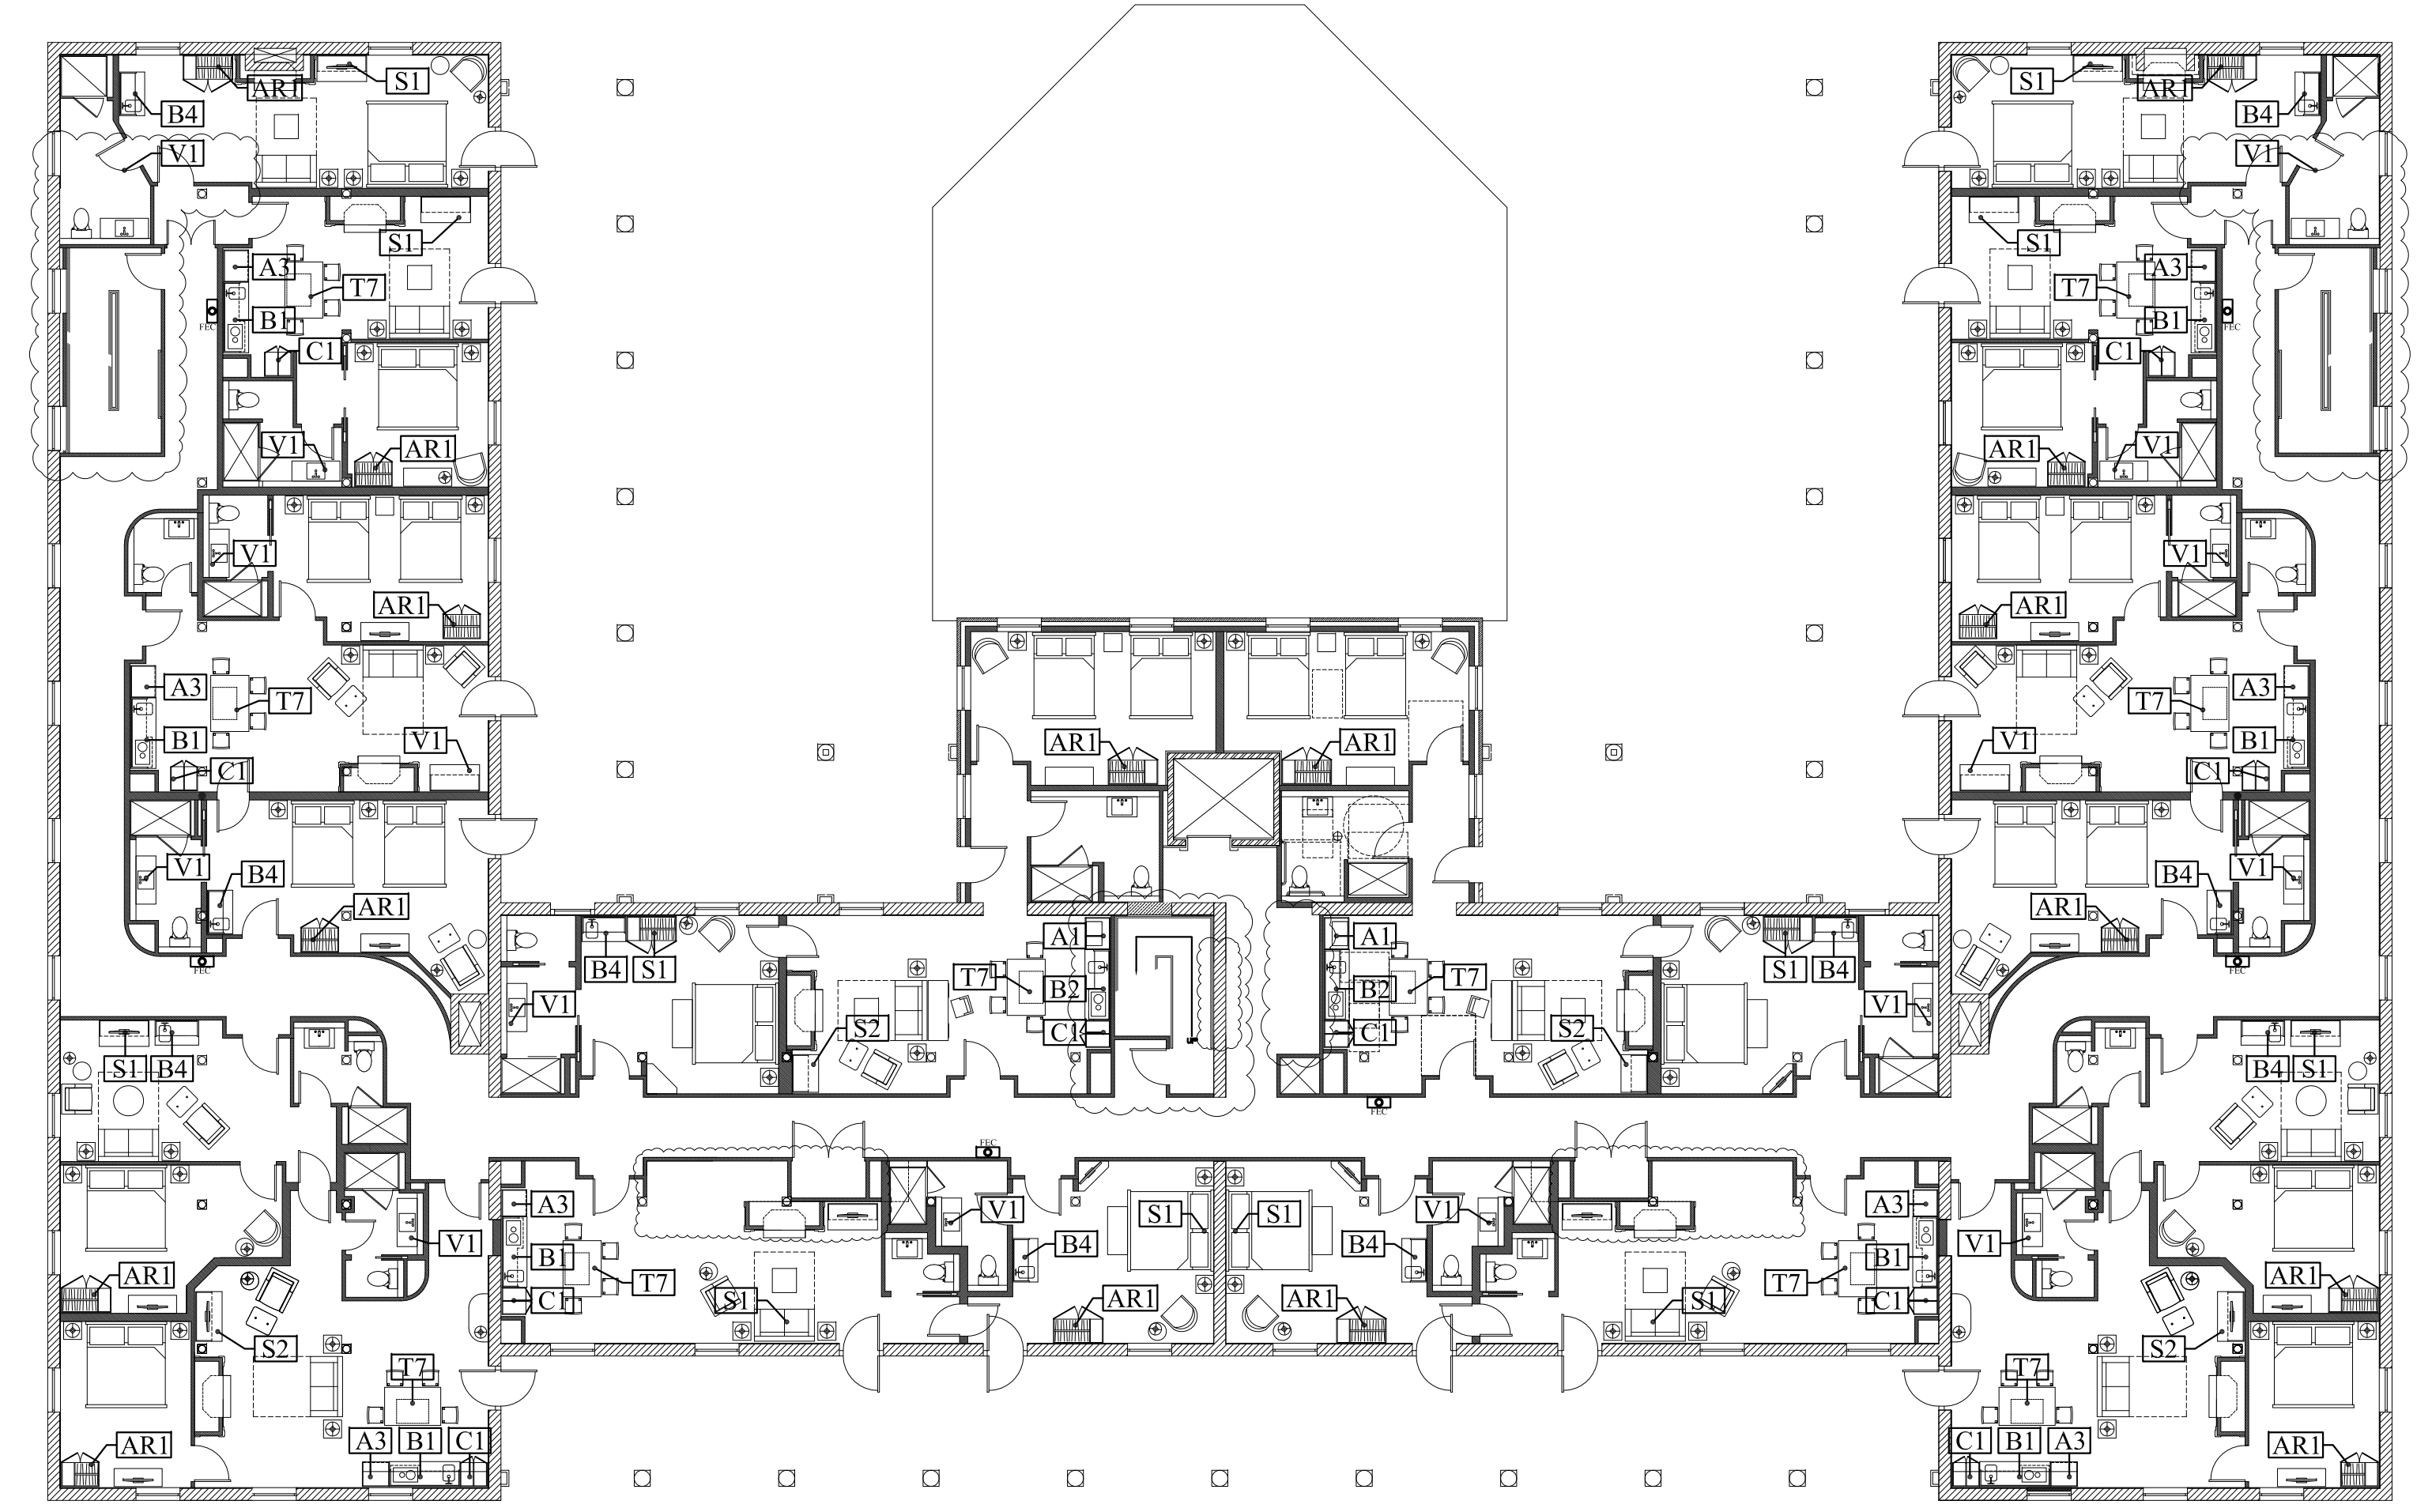 AR1 S1 S1 AR1
B4 B4
V1 V1
S1 S1
A3 A3
T7 T7
B1 B1
FEC FEC
C1 C1
V1 AR1 AR1 V1
V1 V1
AR1 AR1
A3 T7 T7 A3
B1 V1 AR1 AR1 V1 B1
C1 C1
V1 B4 B4 V1
AR1 AR1
A1 A1
FEC B4 S1 T7 T7 S1 B4 FEC
V1 B2 B2 V1
S2 C1 C1 S2
S1 B4 B4 S1
FEC
FEC
A3 V1 S1 S1 V1 A3
V1 B1 B4 B4 B1 V1
AR1 T7 T7 AR1
C1 S1 AR1 AR1 S1 C1
S2 S2
T7 T7
AR1 A3 B1 C1 C1 B1 A3 AR1